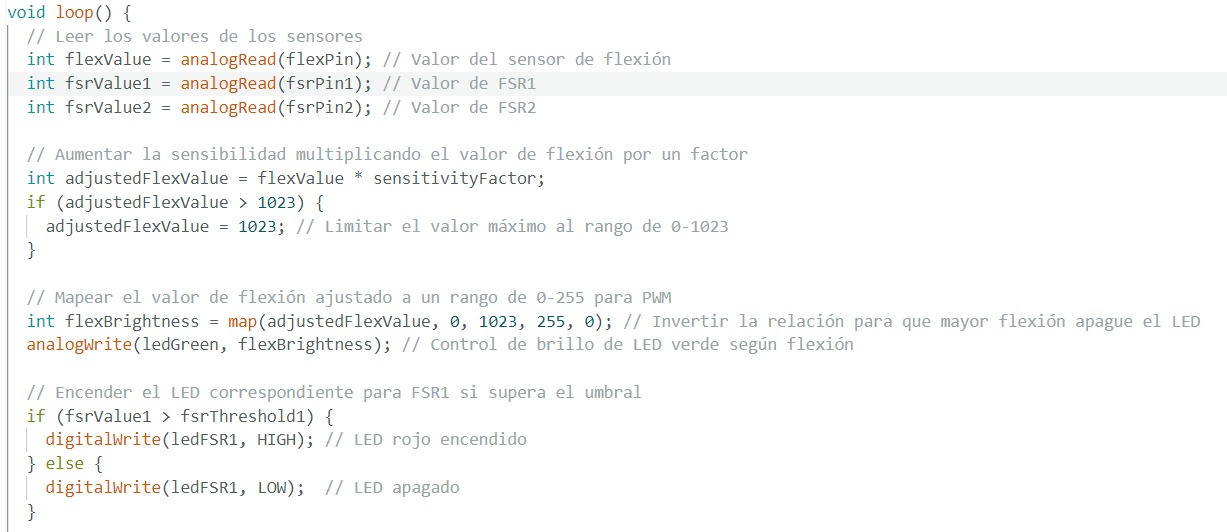 void loop() {
// Leer los valores de los sensores
int flexValue = analogRead(flexPin); // Valor del sensor de flexión
int fsrValue1 = analogRead(fsrPin1); // Valor de FSR1
int fsrValue2 = analogRead(fsrPin2); // Valor de FSR2
// Aumentar la sensibilidad multiplicando el valor de flexión por un factor
int adjustedFlexValue = flexValue * sensitivityFactor;
if (adjustedFlexValue > 1023) {
adjustedFlexValue = 1023; // Limitar el valor máximo al rango de 0-1023
}
// Mapear el valor de flexión ajustado a un rango de 0-255 para PWM
int flexBrightness = map(adjustedFlexValue, 0, 1023, 255, 0); // Invertir la relación para que mayor flexión apague el LED
analogWrite(ledGreen, flexBrightness); // Control de brillo de LED verde según flexión
// Encender el LED correspondiente para FSR1 si supera el umbral
if (fsrValue1 > fsrThreshold1) {
digitalWrite(ledFSR1, HIGH); // LED rojo encendido
} else {
digitalWrite(ledFSR1, LOW);  // LED apagado
}